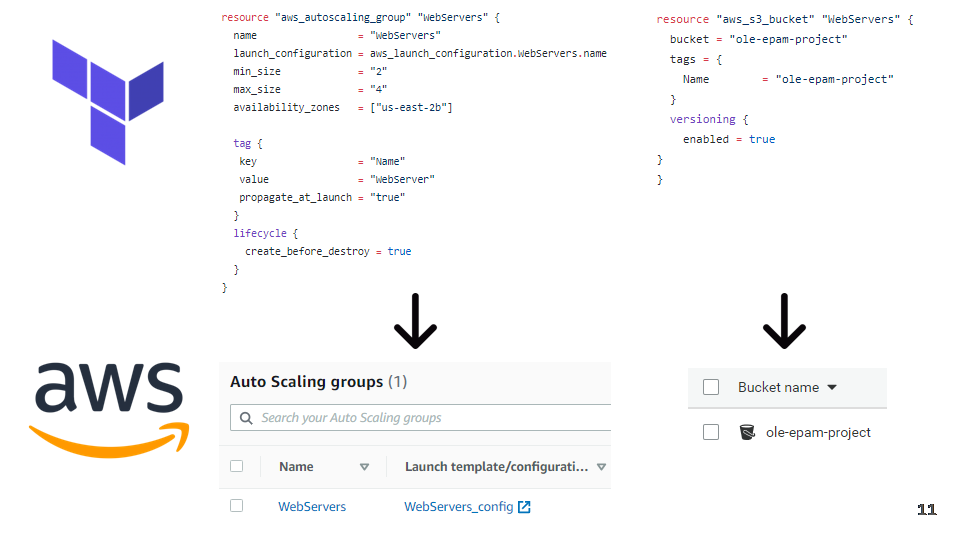 resource "aws_autoscaling_group" "WebServers" {
  name                 = "WebServers"
  launch_configuration = aws_launch_configuration.WebServers.name
  min_size             = "2"
  max_size             = "4"
  availability_zones   = ["us-east-2b"]
  tag {
   key                 = "Name"
   value               = "WebServer"
   propagate_at_launch = "true"
  }
  lifecycle {
    create_before_destroy = true
  }
}
resource "aws_s3_bucket" "WebServers" {
  bucket = "ole-epam-project"
  tags = {
    Name        = "ole-epam-project"
  }
  versioning {
    enabled = true
}
}
aws
Auto Scaling groups (1)
Search your Auto Scaling groups
Name Launch template/configurati...
WebServers WebServers_config
Bucket name
ole-epam-project
11